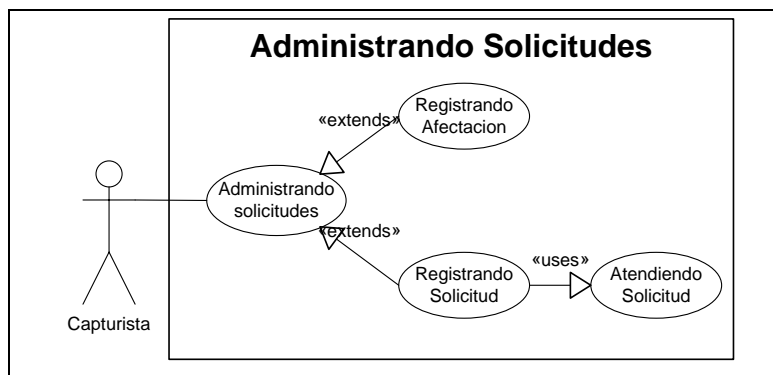 Administrando Solicitudes
Registrando
Afectacion
«extends»
Administrando
solicitudes
«extends»
Registrando
Solicitud
«uses»
Atendiendo
Solicitud
Capturista